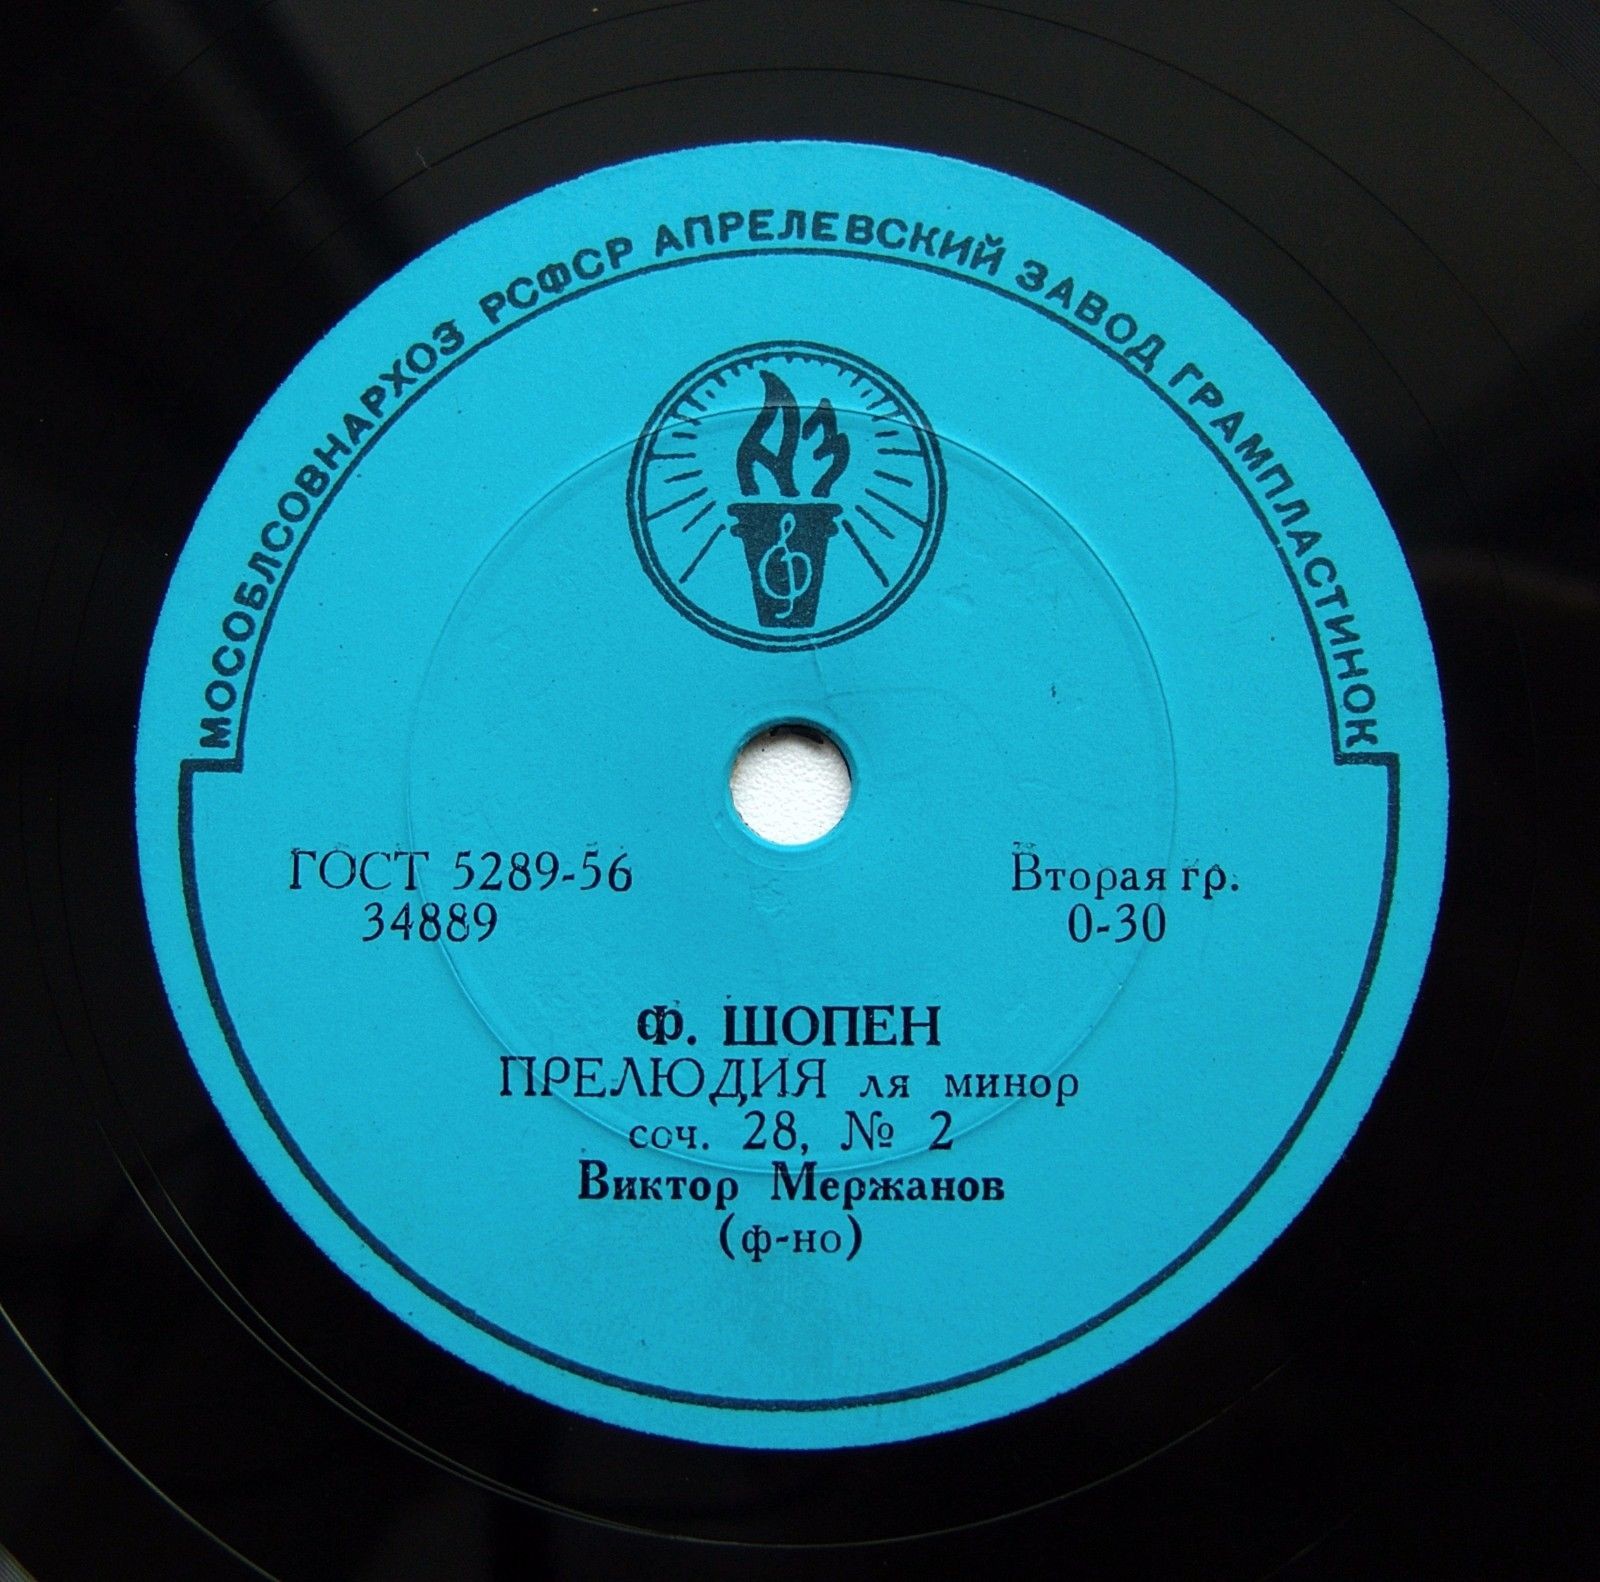 МОСОБЛСОВНАРХОЗ РСФСР АПРЕЛЕВСКИЙ ЗАВОД ГРАМПЛАСТИНОК
АЗ
ГОСТ 5289-56
34889
Вторая гр.
0-30
Ф. ШОПЕН
ПРЕЛЮДИЯ ля минор
соч. 28, № 2
Виктор Мержанов
(ф-но)